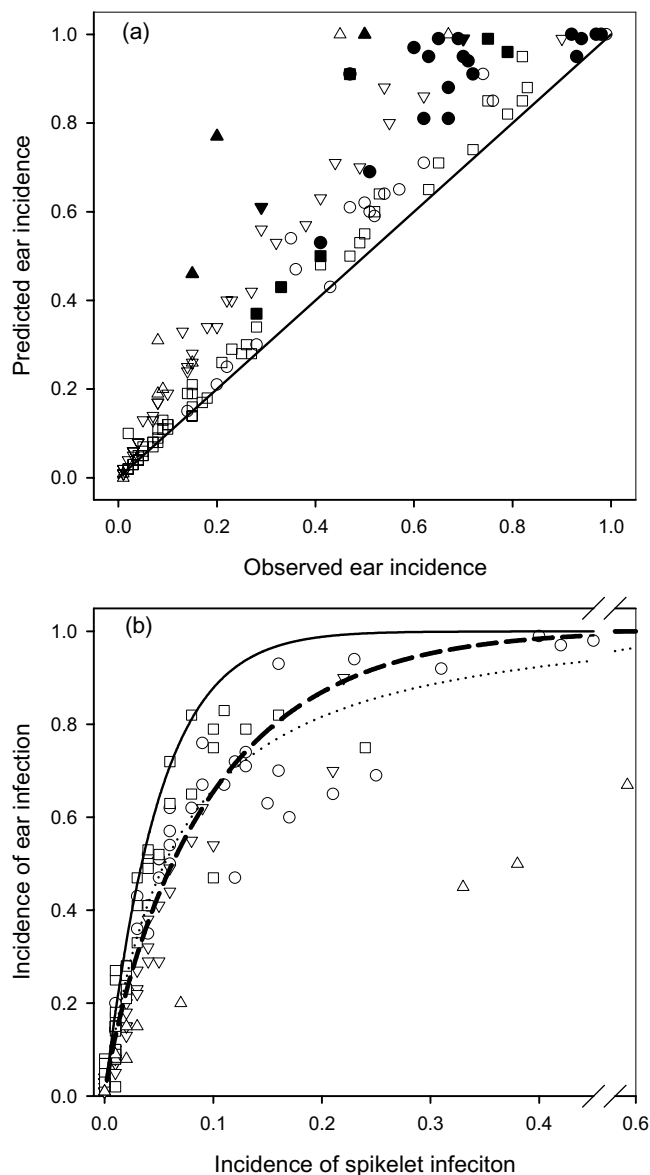 (a)
1.0
0.8
0.6
0.4
0.2
0.0
Predicted ear incidence
0.0 0.2 0.4 0.6 0.8 1.0
Observed ear incidence
(b)
1.0
0.8
0.6
0.4
0.2
0.0
Incidence of ear infection
0.0 0.1 0.2 0.3 0.4 0.6
Incidence of spikelet infeciton